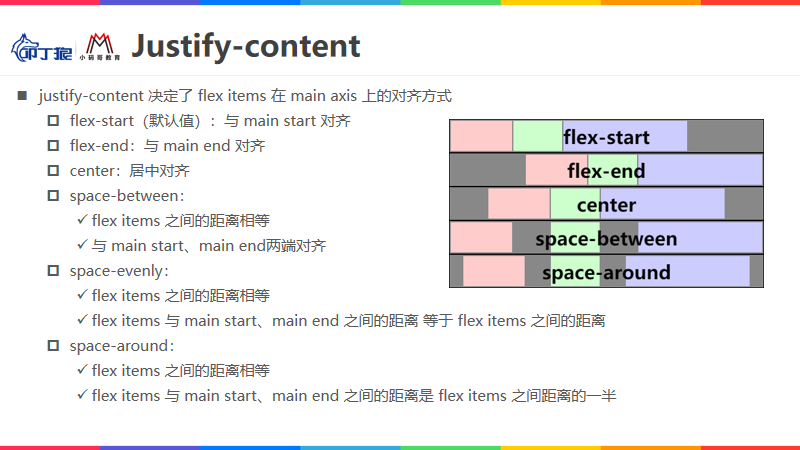 叩丁狼
小码哥教育
Justify-content
justify-content 决定了 flex items 在 main axis 上的对齐方式
flex-start（默认值）：与 main start 对齐
flex-end：与 main end 对齐
center：居中对齐
space-between：
flex items 之间的距离相等
与 main start、main end两端对齐
space-evenly：
flex items 之间的距离相等
flex items 与 main start、main end 之间的距离 等于 flex items 之间的距离
space-around：
flex items 之间的距离相等
flex items 与 main start、main end 之间的距离是 flex items 之间距离的一半
flex-start
flex-end
center
space-between
space-around